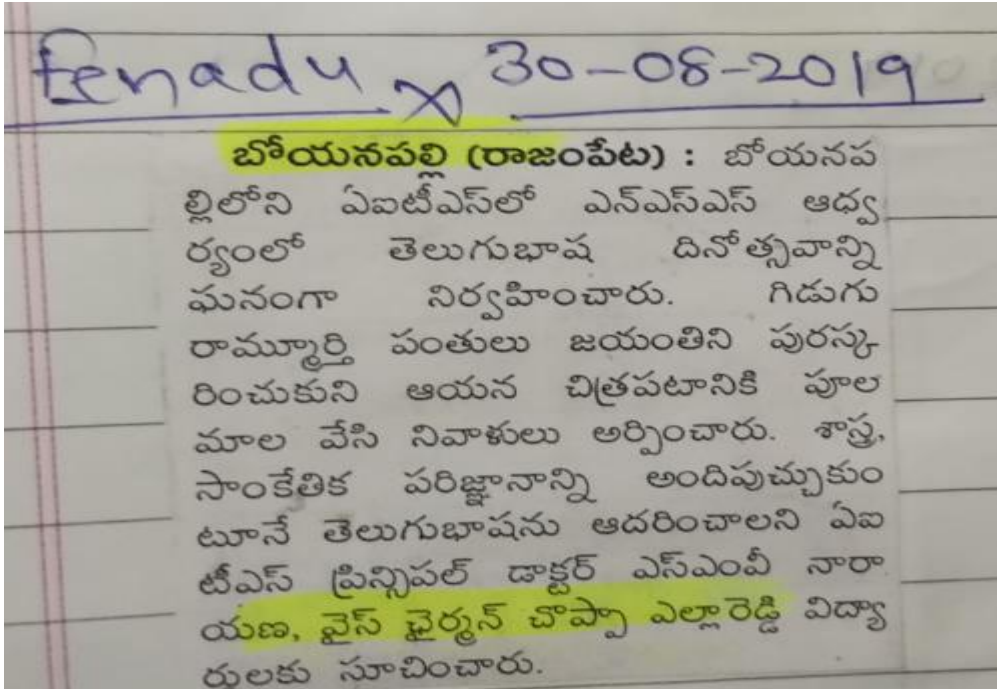 Eenadu x 30-08-2019
బోయనపల్లి (రాజంపేట) : బోయనప
ల్లిలోని ఏఐటీఎస్‌లో ఎన్ఎస్ఎస్ ఆధ్వ
ర్యంలో తెలుగుభాష దినోత్సవాన్ని
ఘనంగా నిర్వహించారు. గిడుగు
రామ్మూర్తి పంతులు జయంతిని పురస్క
రించుకుని ఆయన చిత్రపటానికి పూల
మాల వేసి నివాళులు అర్పించారు. శాస్త్ర,
సాంకేతిక పరిజ్ఞానాన్ని అందిపుచ్చుకుం
టూనే తెలుగుభాషను ఆదరించాలని ఏఐ
టీఎస్ ప్రిన్సిపల్ డాక్టర్ ఎస్ఎంవీ నారా
యణ, వైస్ ఛైర్మన్ చొప్పా ఎల్లారెడ్డి విద్యా
ర్థులకు సూచించారు.